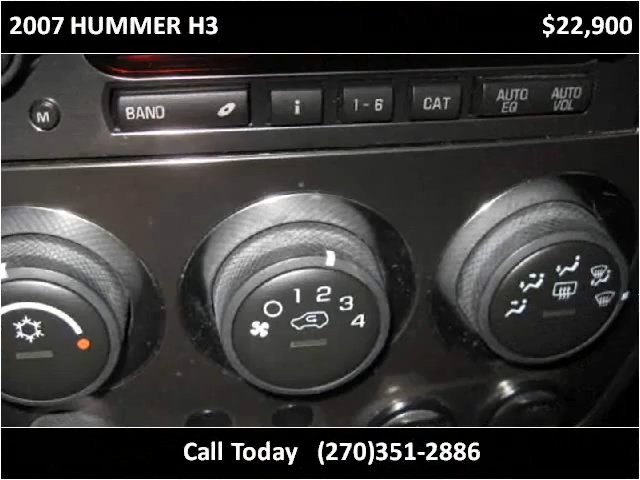 2007 HUMMER H3 $22,900
M BAND i 1-6 CAT AUTO EQ AUTO VOL
1 2 3 4
Call Today (270)351-2886